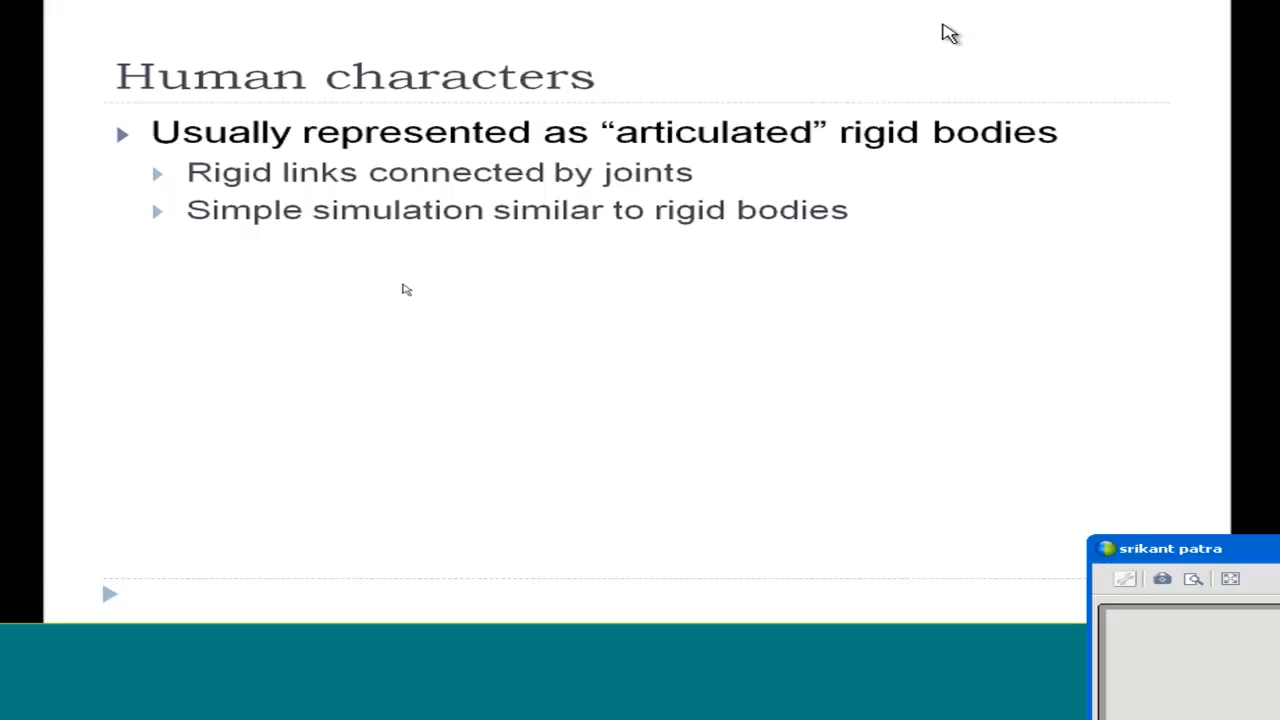 Human characters
Usually represented as “articulated” rigid bodies
Rigid links connected by joints
Simple simulation similar to rigid bodies
srikant patra